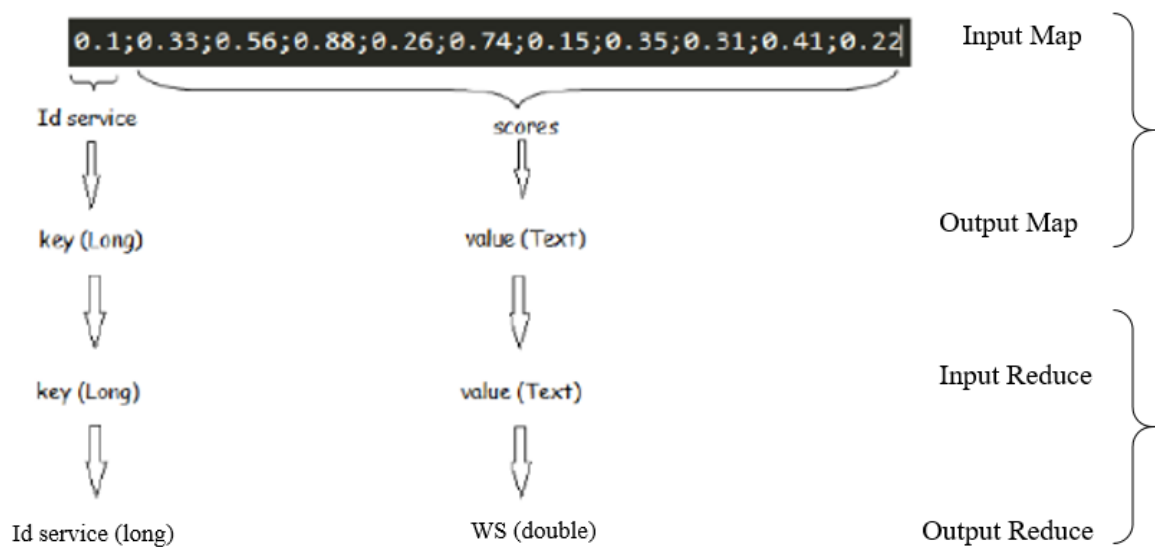 0.1;0.33;0.56;0.88;0.26;0.74;0.15;0.35;0.31;0.41;0.22
Input Map
Id service
scores
key (Long)
value (Text)
Output Map
key (Long)
value (Text)
Input Reduce
Id service (long)
WS (double)
Output Reduce